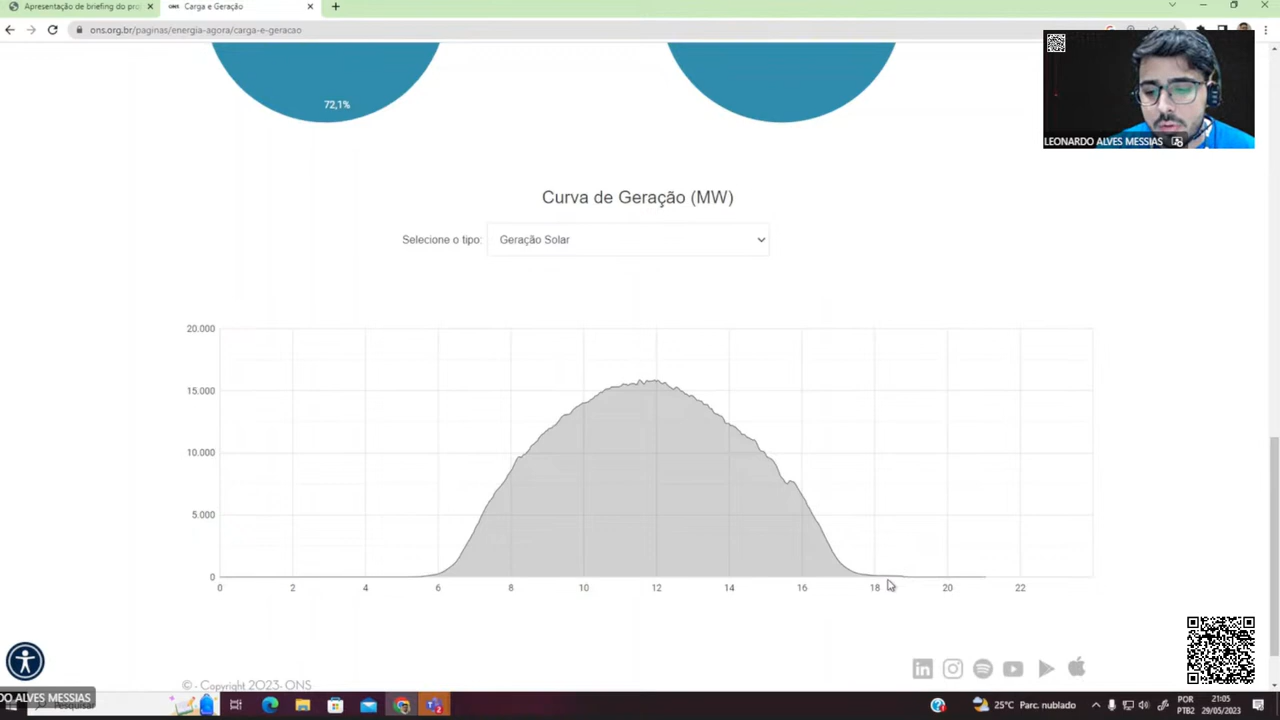 Apresentação de briefing do pro
Carga e Geração
ons.org.br/paginas/energia-agora/carga-e-geracao
LEONARDO ALVES MESSIAS
72,1%
Curva de Geração (MW)
Selecione o tipo:
Geração Solar
20.000
15.000
10.000
5.000
0
0 2 4 6 8 10 12 14 16 18 20 22
© - Copyright 2023- ONS
DO ALVES MESSIAS
Pesquisar
25°C Parc. nublado
POR
PTB2
21:05
29/05/2023